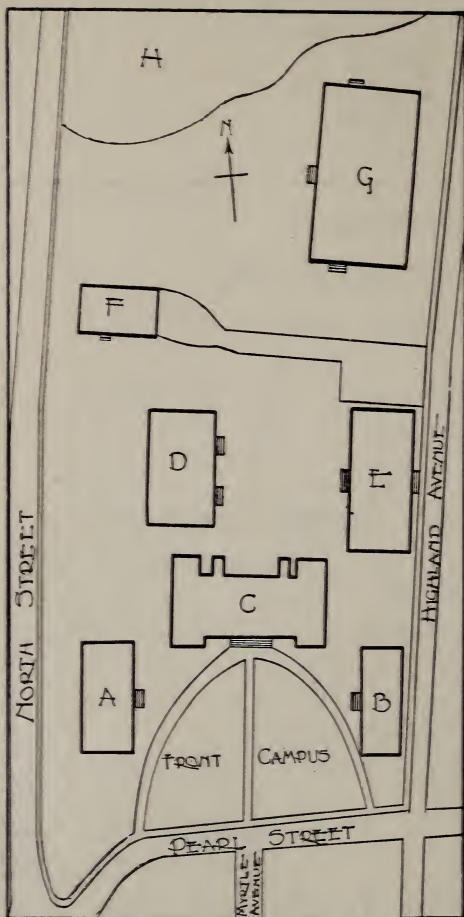 H
N
G
F
D
E
C
A
B
FRONT CAMPUS
NORTH STREET
HIGHLAND AVENUE
PEARL STREET
MYRTLE
AVENUE